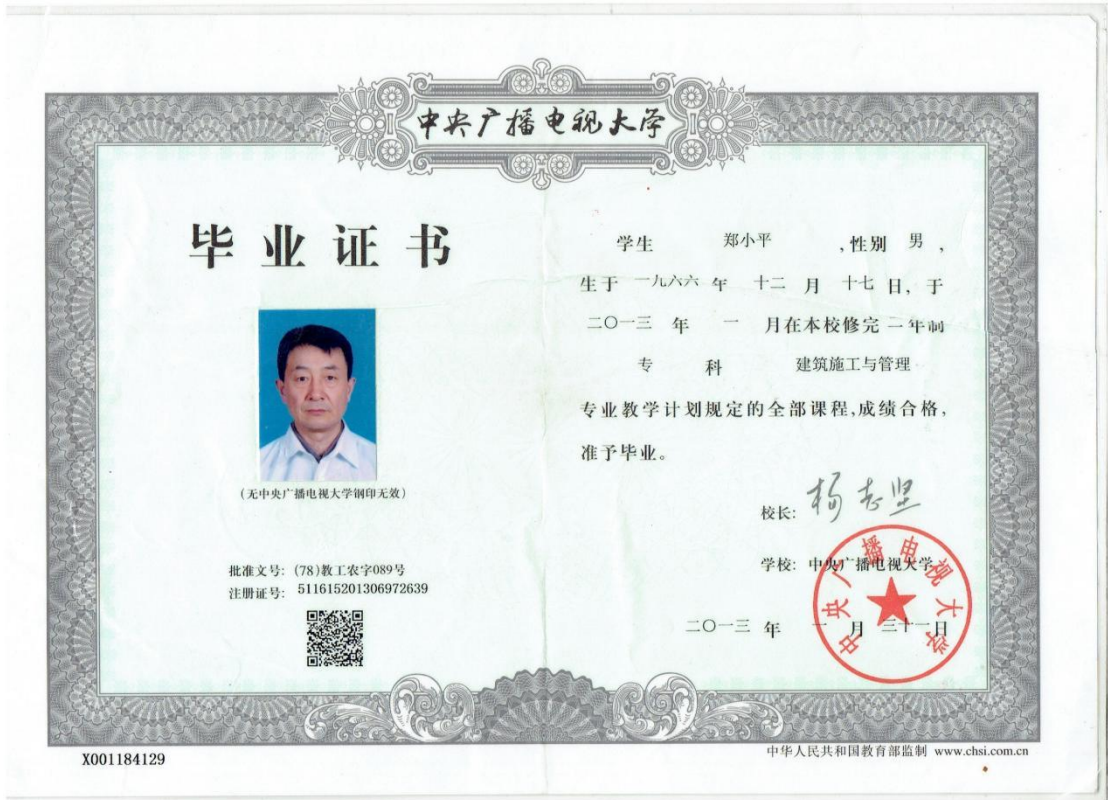 中央广播电视大学
毕业证书
(无中央广播电视大学钢印无效)
批准文号: (78)教工农字089号
注册证号: 511615201306972639
X001184129
学生 郑小平 ,性别 男 ,
生于 一九六六 年 十二 月 十七 日, 于
二〇一三 年 一 月在本校修完 二年制
专 科 建筑施工与管理
专业教学计划规定的全部课程,成绩合格,
准予毕业。
校长: 杨志坚
学校: 中央广播电视大学
二〇一三 年 一 月 三十一日
中央广播电视大学
中华人民共和国教育部监制 www.chsi.com.cn